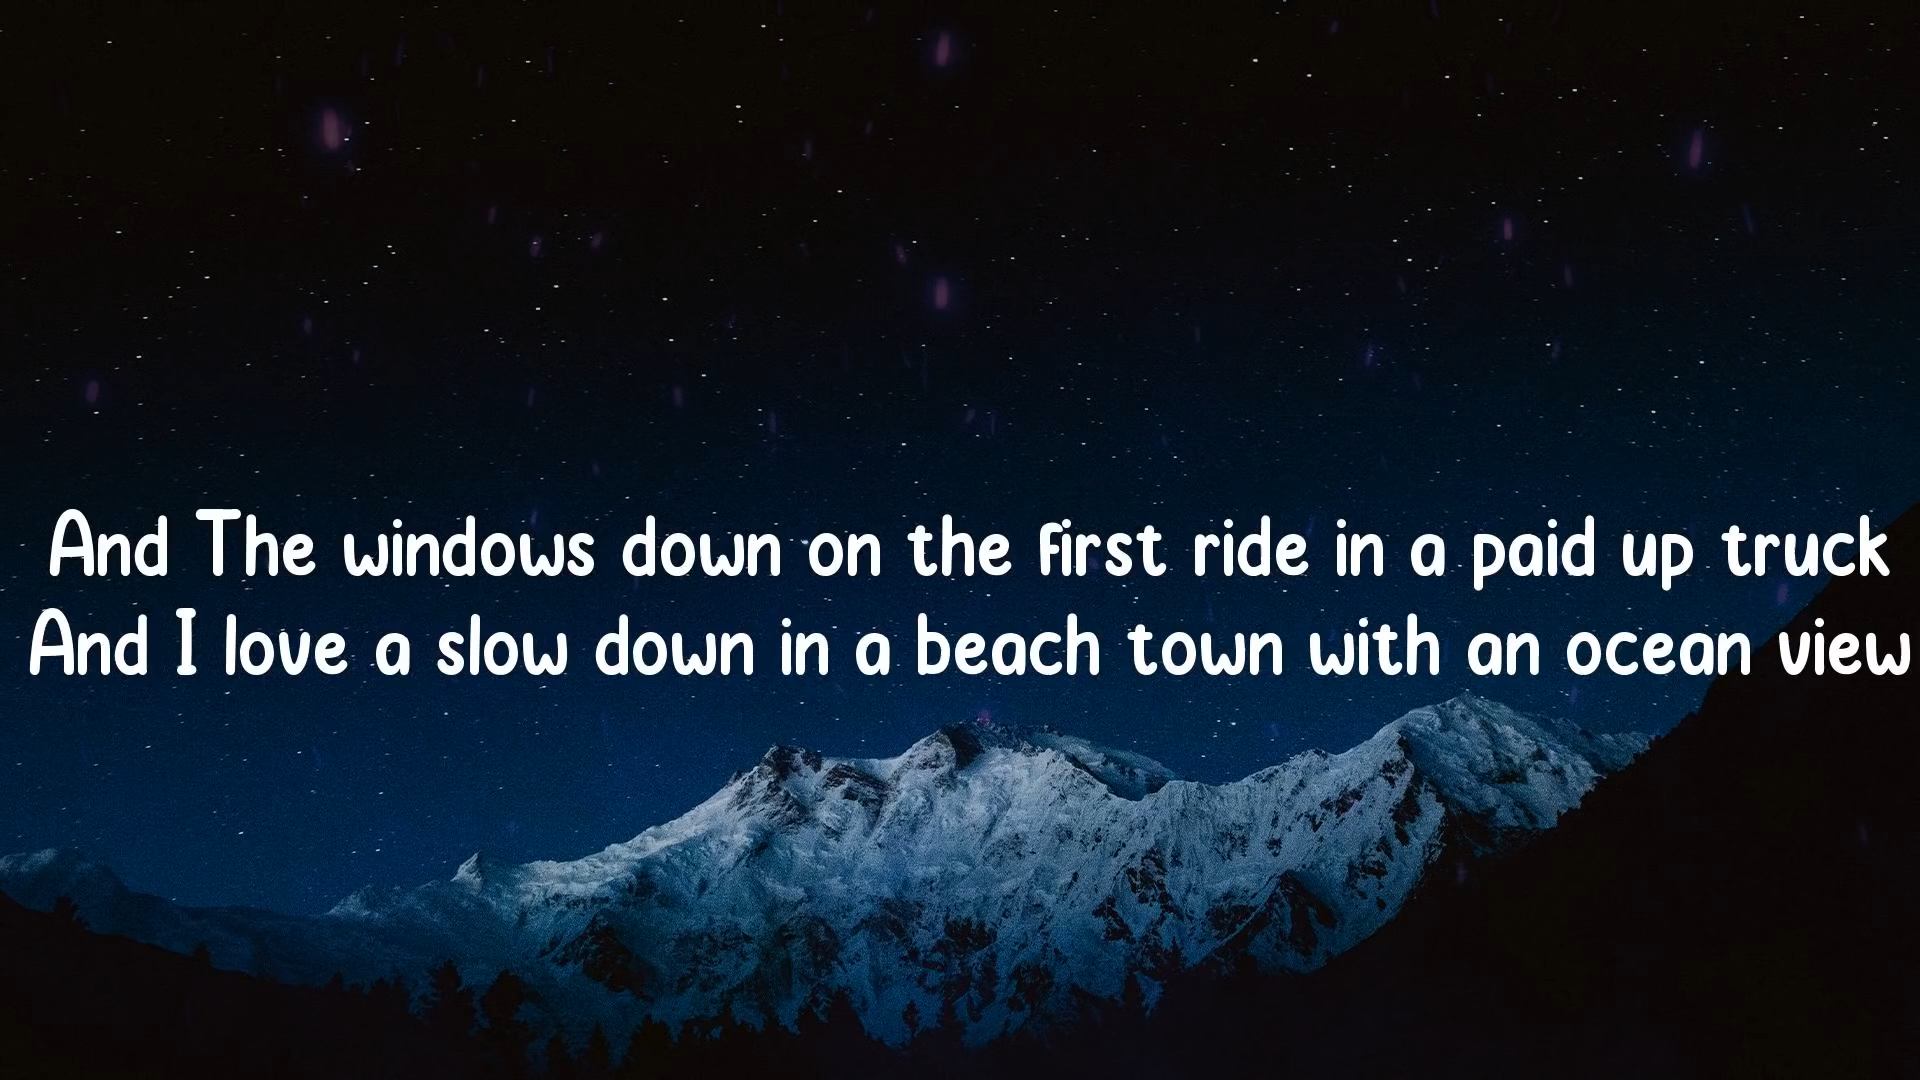 And The windows down on the first ride in a paid up truck
And I love a slow down in a beach town with an ocean view